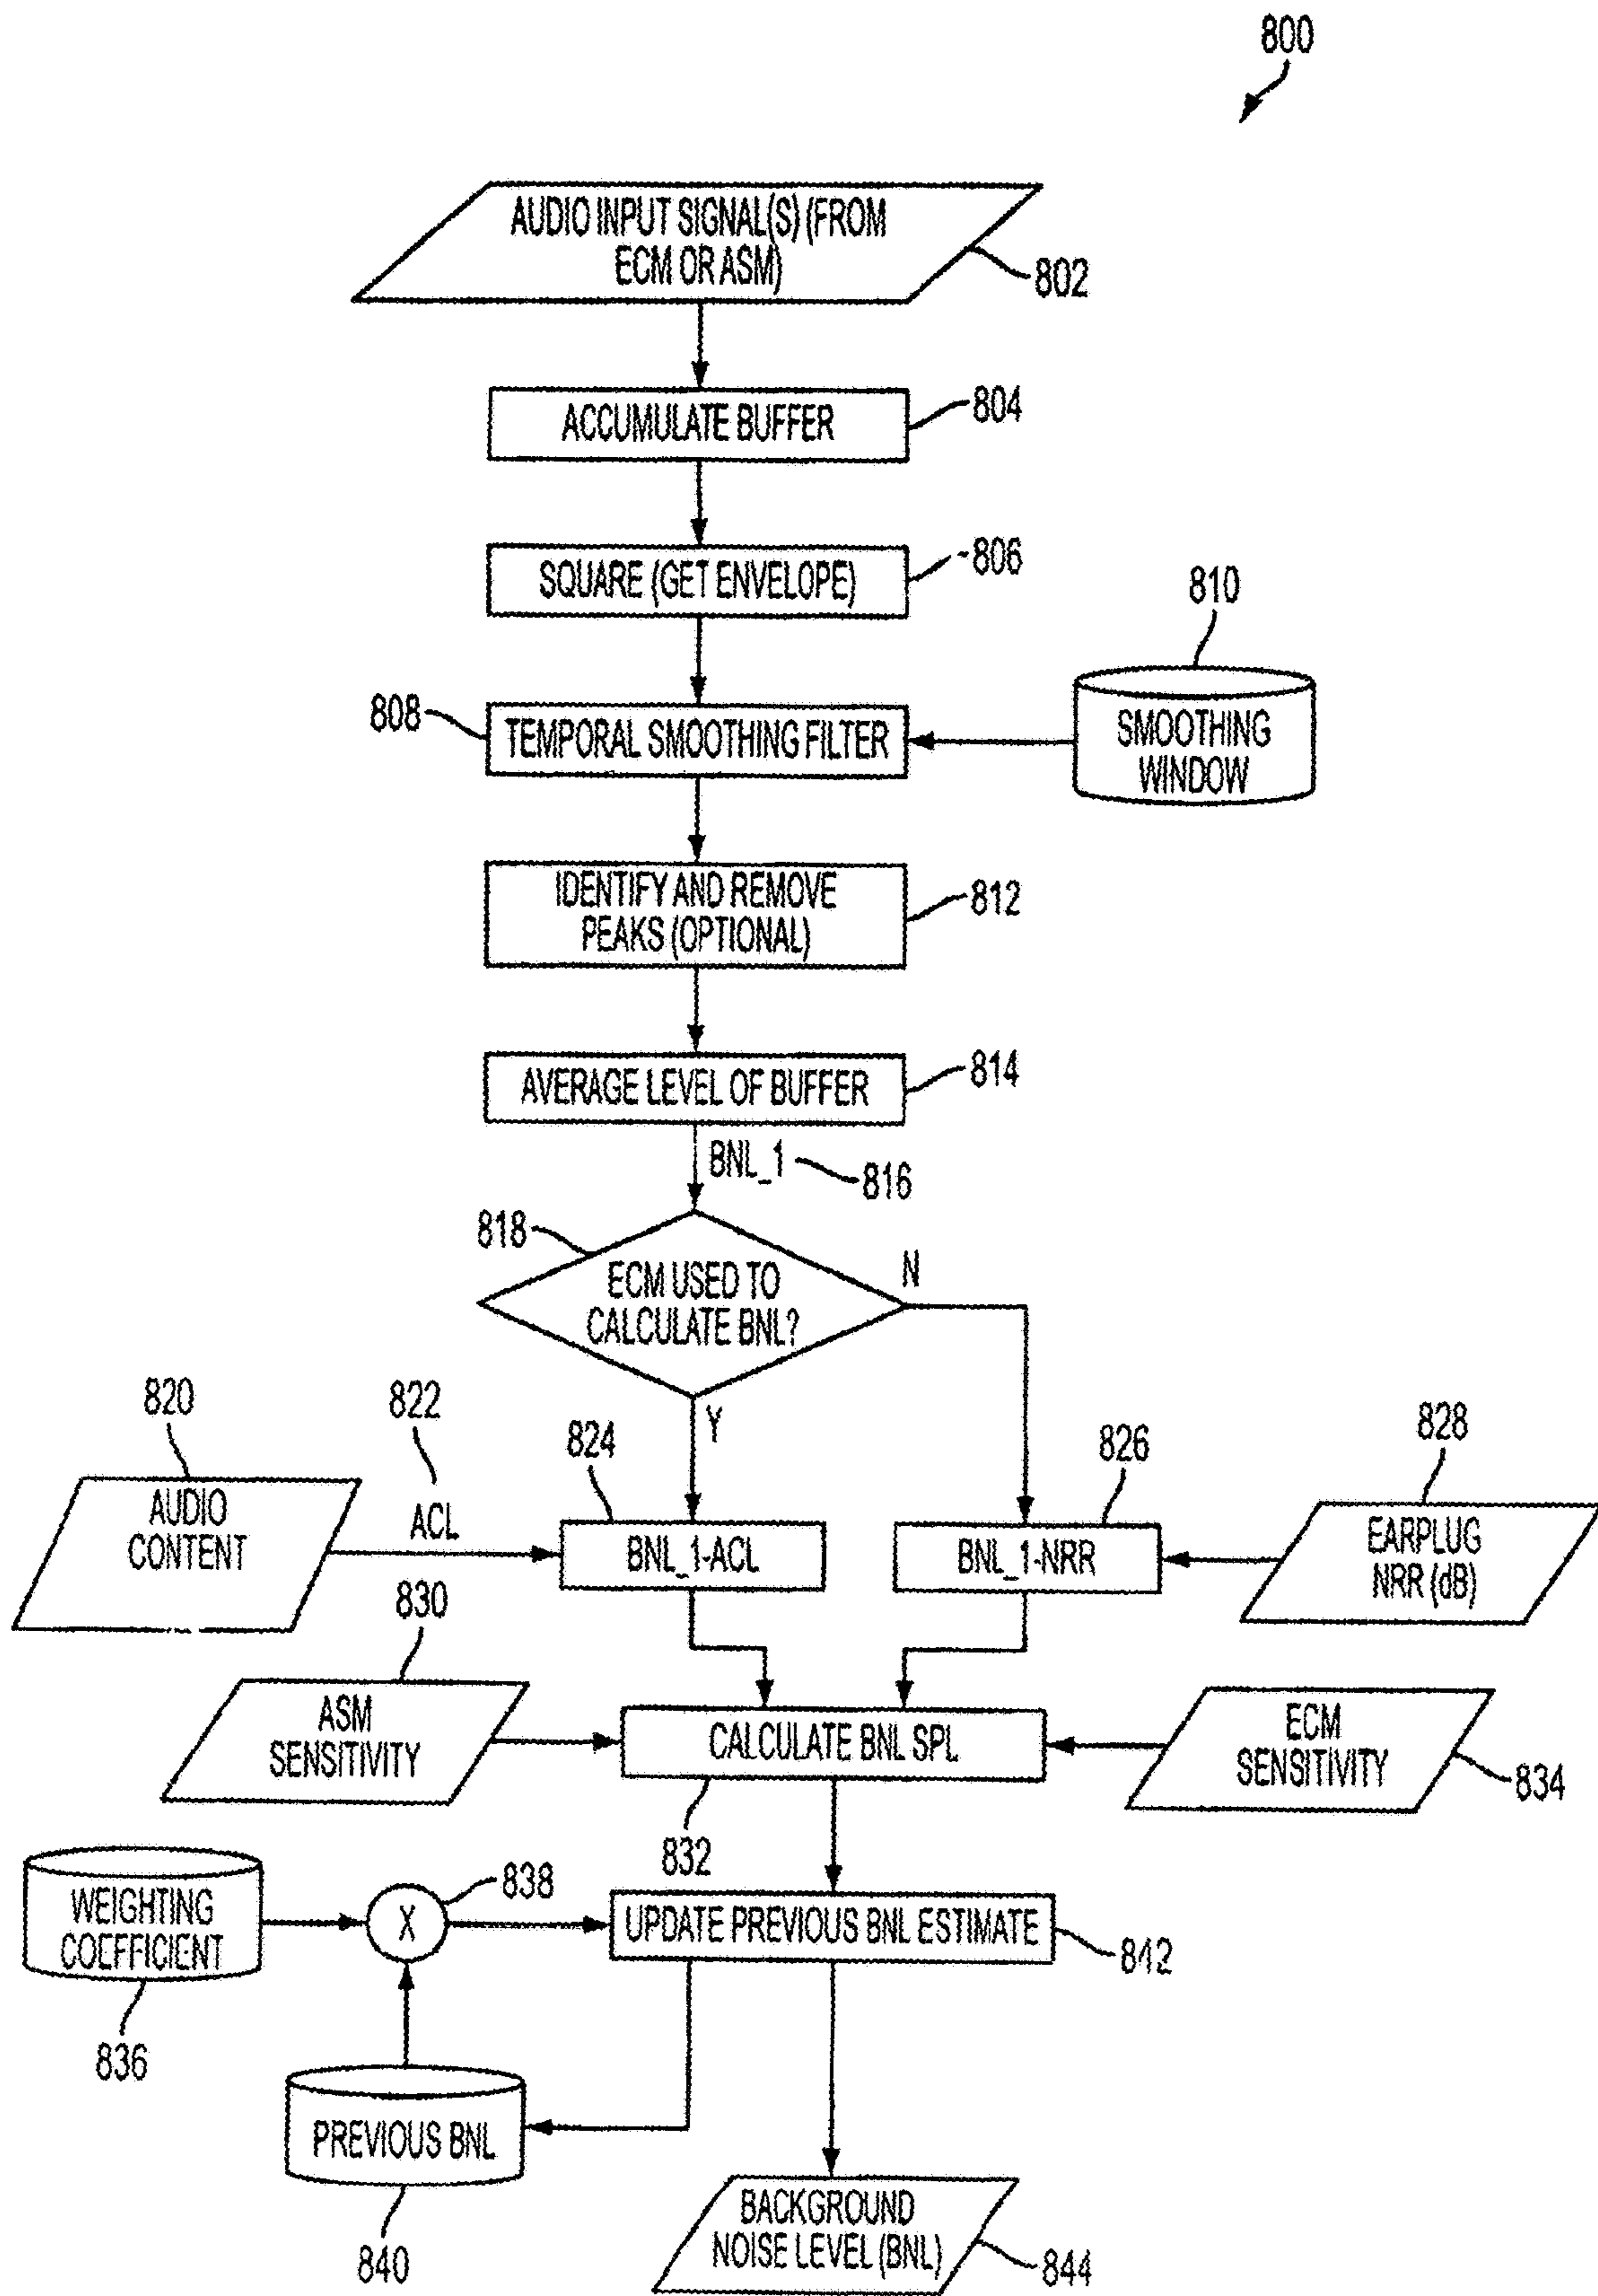 800
AUDIO INPUT SIGNAL(S) (FROM
ECM OR ASM)
802
ACCUMULATE BUFFER
804
SQUARE (GET ENVELOPE)
806
810
808
TEMPORAL SMOOTHING FILTER
SMOOTHING
WINDOW
IDENTIFY AND REMOVE
PEAKS (OPTIONAL)
812
AVERAGE LEVEL OF BUFFER
814
BNL_1
816
818
ECM USED TO
CALCULATE BNL?
N
Y
820
822
824
826
828
AUDIO
CONTENT
ACL
BNL_1-ACL
BNL_1-NRR
EARPLUG
NRR (dB)
830
ASM
SENSITIVITY
CALCULATE BNL SPL
ECM
SENSITIVITY
834
832
WEIGHTING
COEFFICIENT
838
X
UPDATE PREVIOUS BNL ESTIMATE
842
836
PREVIOUS BNL
840
BACKGROUND
NOISE LEVEL (BNL)
844